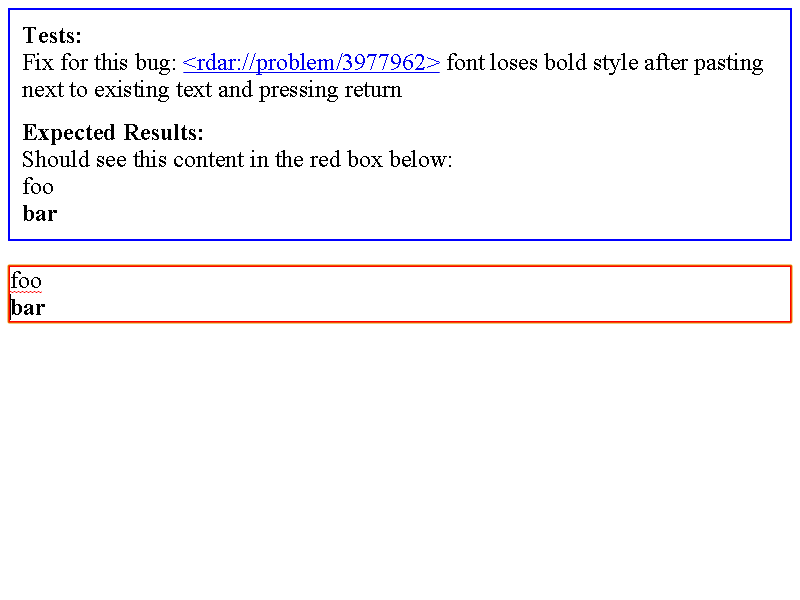 Tests:
Fix for this bug: <rdar://problem/3977962> font loses bold style after pasting
next to existing text and pressing return
Expected Results:
Should see this content in the red box below:
foo
bar
foo
bar